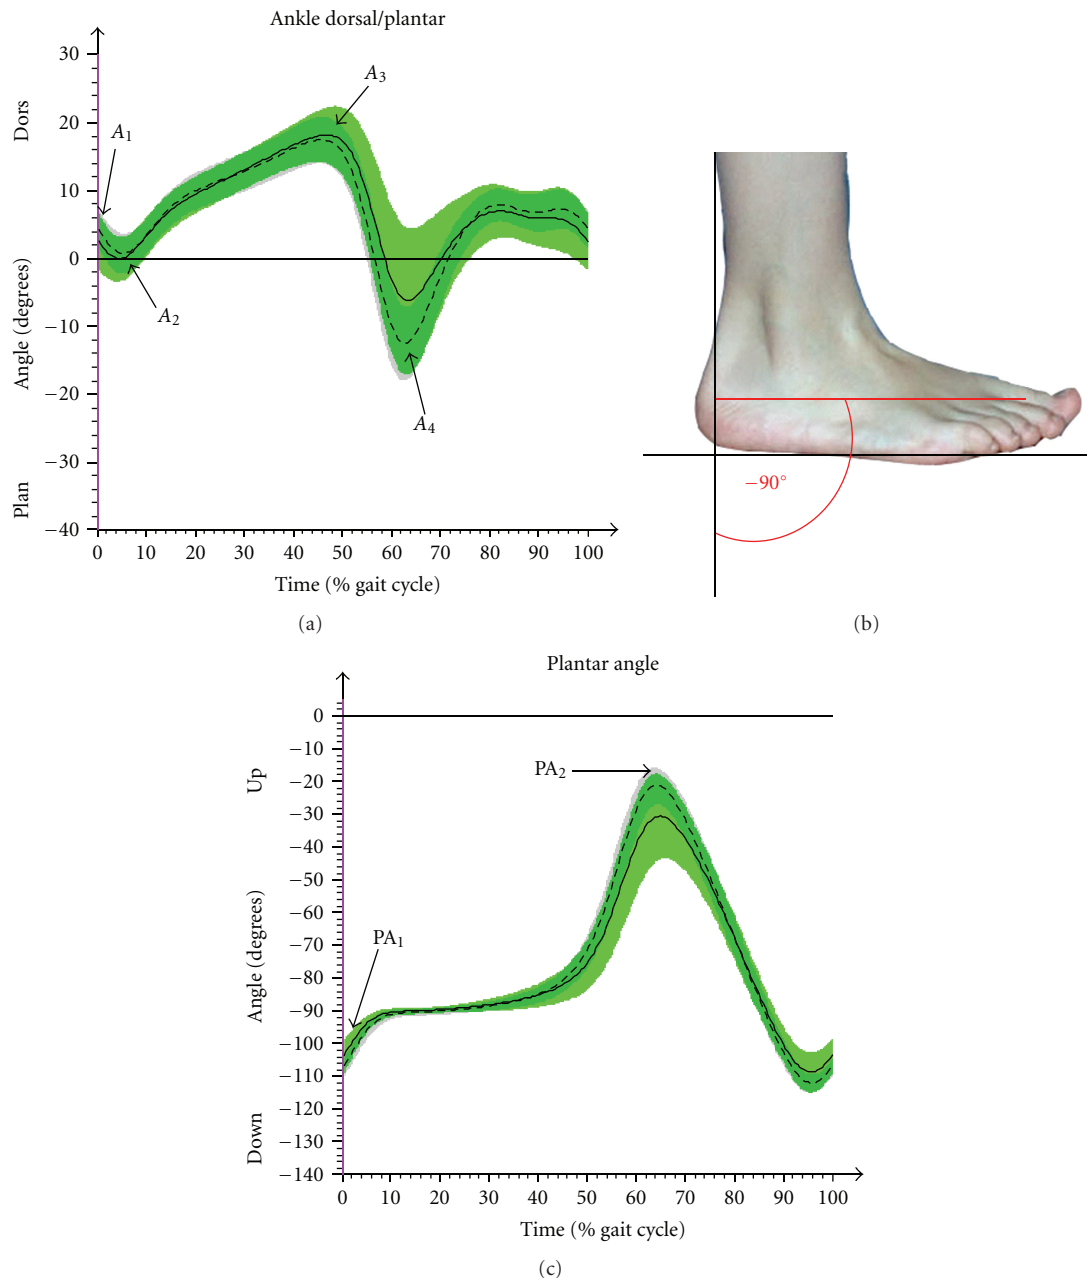 Ankle dorsal/plantar
30
20
10
0
−10
−20
−30
−40
Dors
Angle (degrees)
Plan
A1
A2
A3
A4
0 10 20 30 40 50 60 70 80 90 100
Time (% gait cycle)
(a)
−90°
(b)
Plantar angle
0
−10
−20
−30
−40
−50
−60
−70
−80
−90
−100
−110
−120
−130
−140
Up
Angle (degrees)
Down
PA2
PA1
0 10 20 30 40 50 60 70 80 90 100
Time (% gait cycle)
(c)